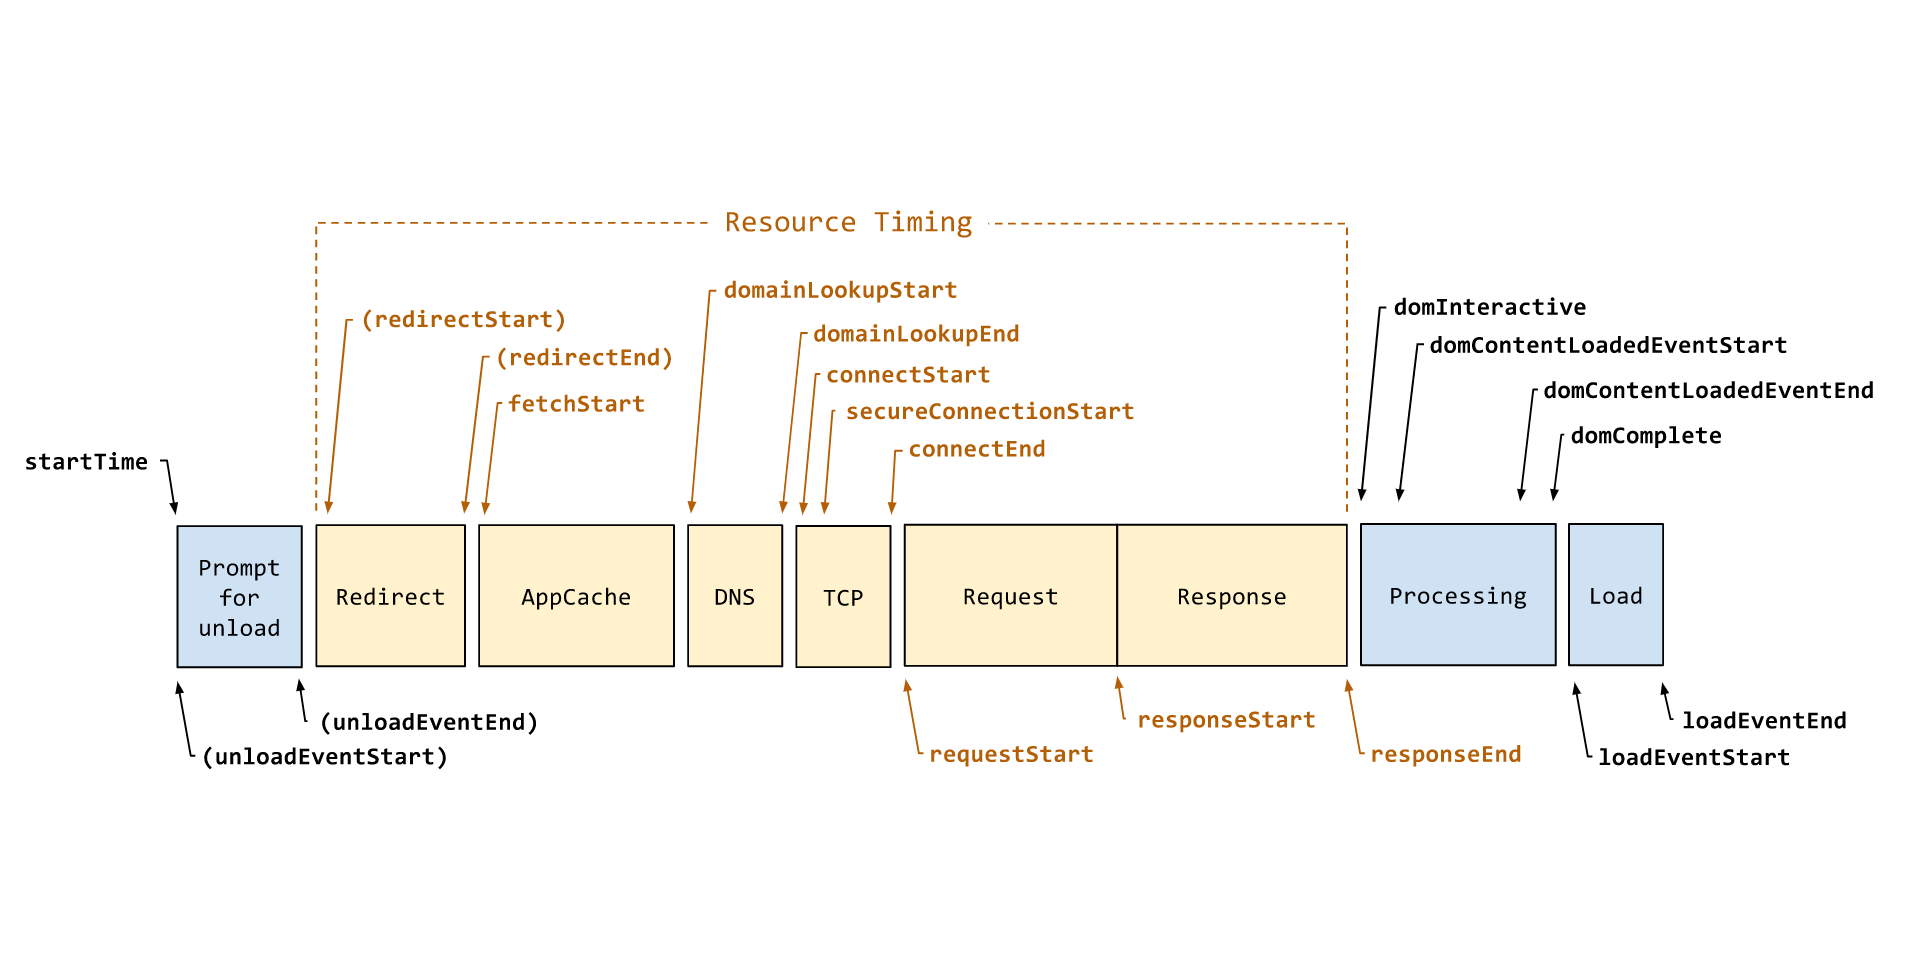 Resource Timing
domainLookupStart
(redirectStart)
domainLookupEnd
(redirectEnd)
connectStart
fetchStart
secureConnectionStart
connectEnd
domInteractive
domContentLoadedEventStart
domContentLoadedEventEnd
domComplete
startTime
Prompt
for
unload
Redirect
AppCache
DNS
TCP
Request
Response
Processing
Load
(unloadEventEnd)
(unloadEventStart)
responseStart
requestStart
responseEnd
loadEventEnd
loadEventStart